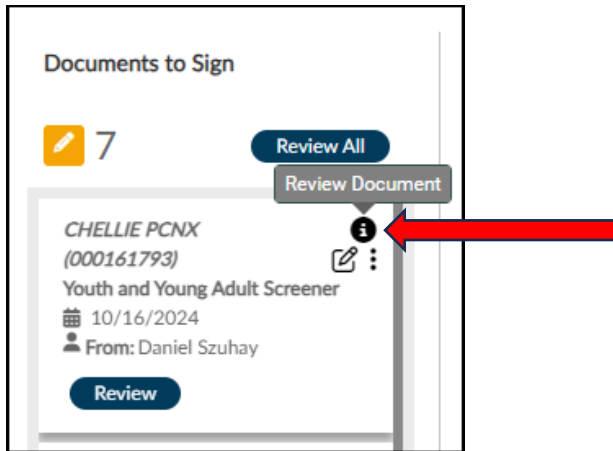 Documents to Sign
7
Review All
Review Document
CHELLIE PCNX
(000161793)
Youth and Young Adult Screener
10/16/2024
From: Daniel Szuhay
Review